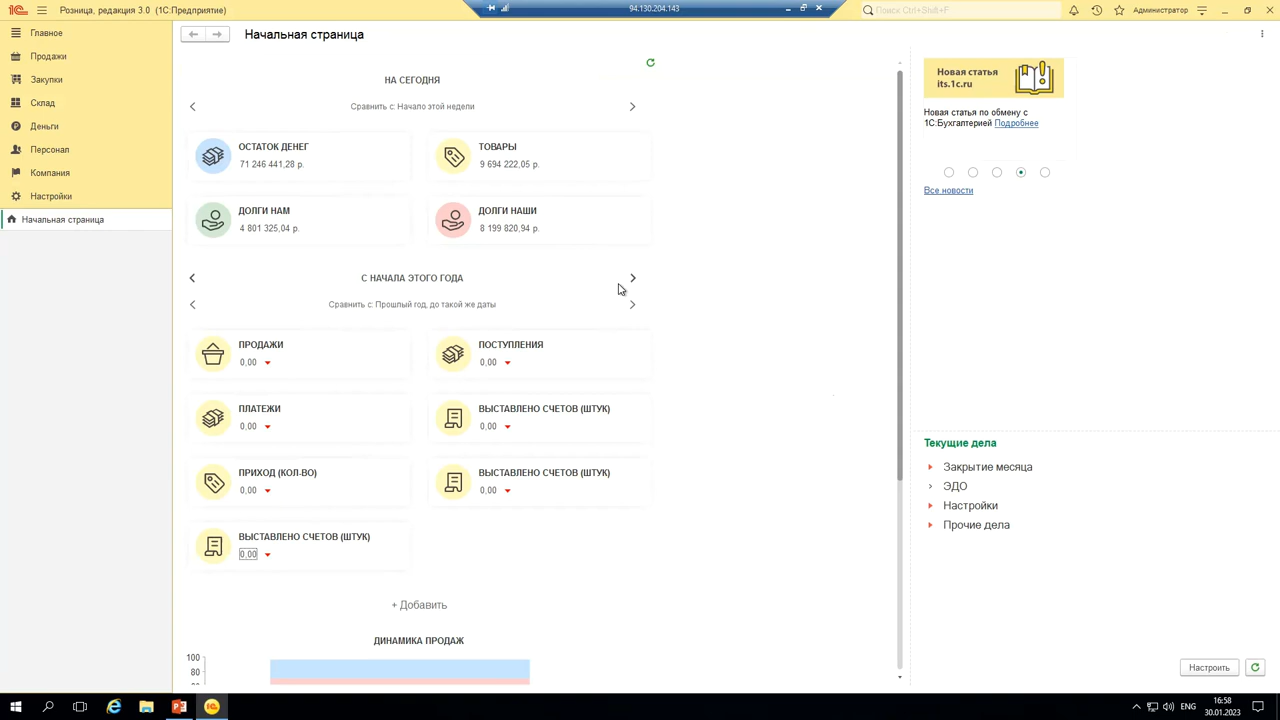 Розница, редакция 3.0 (1С:Предприятие)
94.130.204.143
Поиск Ctrl+Shift+F
Администратор
Главное
Продажи
Закупки
Склад
Деньги
Персонал
Компания
Настройки
Начальная страница
Начальная страница
НА СЕГОДНЯ
Сравнить с: Начало этой недели
ОСТАТОК ДЕНЕГ
71 246 441,28 р.
ТОВАРЫ
9 694 222,05 р.
ДОЛГИ НАМ
4 801 325,04 р.
ДОЛГИ НАШИ
8 199 820,94 р.
С НАЧАЛА ЭТОГО ГОДА
Сравнить с: Прошлый год, до такой же даты
ПРОДАЖИ
0,00
ПОСТУПЛЕНИЯ
0,00
ПЛАТЕЖИ
0,00
ВЫСТАВЛЕНО СЧЕТОВ (ШТУК)
0,00
ПРИХОД (КОЛ-ВО)
0,00
ВЫСТАВЛЕНО СЧЕТОВ (ШТУК)
0,00
ВЫСТАВЛЕНО СЧЕТОВ (ШТУК)
0,00
+ Добавить
ДИНАМИКА ПРОДАЖ
100
80
Новая статья
its.1c.ru
Новая статья по обмену с
1С:Бухгалтерией Подробнее
Все новости
Текущие дела
Закрытие месяца
ЭДО
Настройки
Прочие дела
Настроить
ENG
16:58
30.01.2023